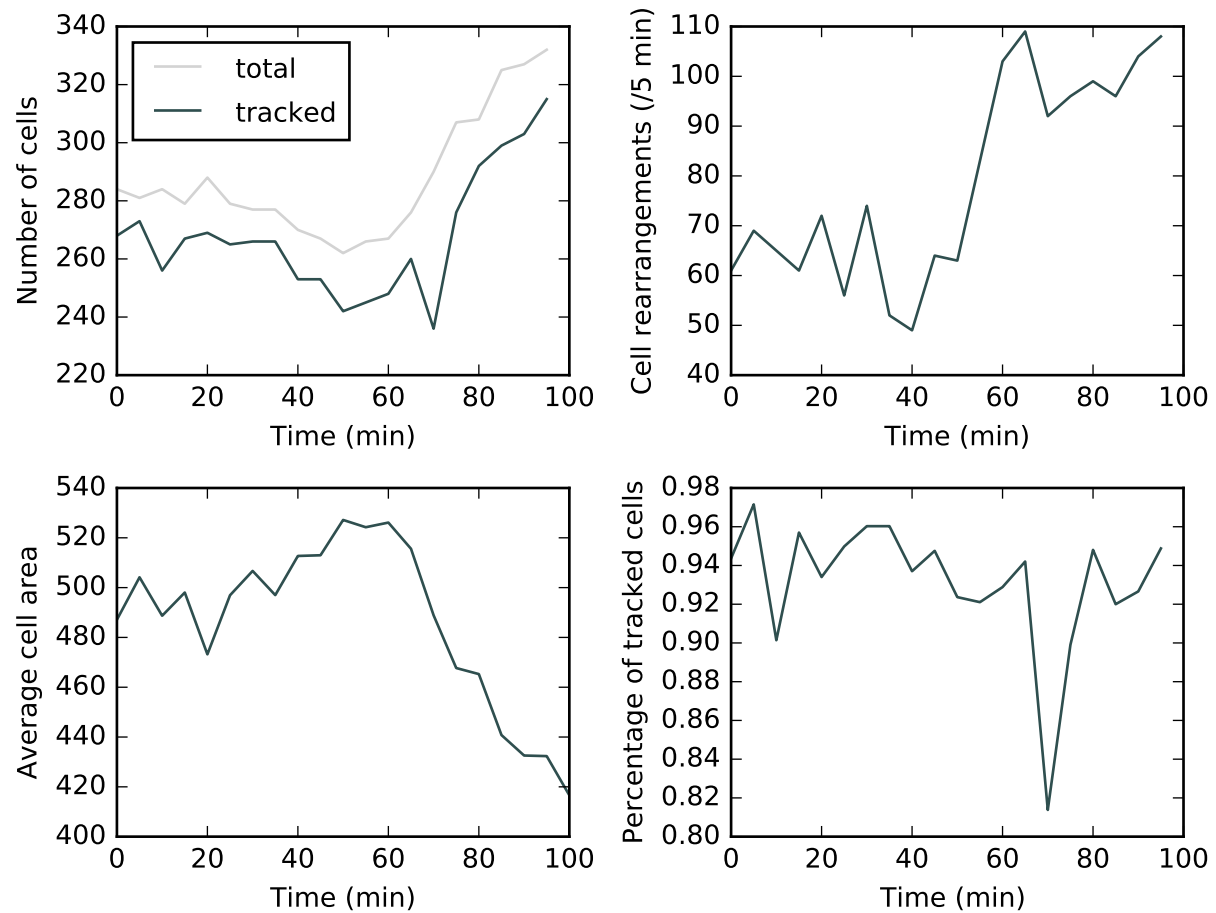 Number of cells
340
320
300
280
260
240
220
total
tracked
0 20 40 60 80 100
Time (min)
Cell rearrangements (/5 min)
110
100
90
80
70
60
50
40
0 20 40 60 80 100
Time (min)
Average cell area
540
520
500
480
460
440
420
400
0 20 40 60 80 100
Time (min)
Percentage of tracked cells
0.98
0.96
0.94
0.92
0.90
0.88
0.86
0.84
0.82
0.80
0 20 40 60 80 100
Time (min)